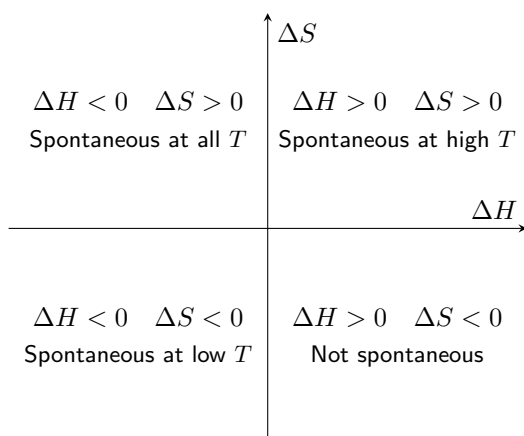 ΔS
ΔH < 0 ΔS > 0
Spontaneous at all T
ΔH > 0 ΔS > 0
Spontaneous at high T
ΔH
ΔH < 0 ΔS < 0
Spontaneous at low T
ΔH > 0 ΔS < 0
Not spontaneous